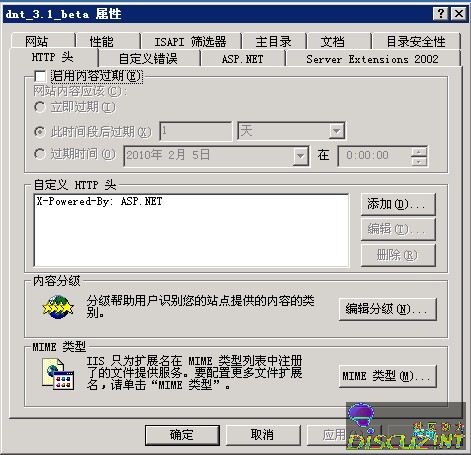 dnt_3.1_beta 属性
网站 性能 ISAPI 筛选器 主目录 文档 目录安全性
HTTP 头 自定义错误 ASP.NET Server Extensions 2002
启用内容过期(E)
网站内容应该(C):
立即过期(I)
此时间段后过期(X) 1 天
过期时间(O) 2010年 2月 5日 在 0:00:00
自定义 HTTP 头
X-Powered-By: ASP.NET
添加(D)...
编辑(T)...
删除(R)
内容分级
分级帮助用户识别您的站点提供的内容的类
别。
编辑分级(N)...
MIME 类型
IIS 只为扩展名在 MIME 类型列表中注册
了的文件提供服务。要配置更多文件扩展
名，请单击“MIME 类型”。
MIME 类型(M)...
确定 取消 应用
DISCUZ!NT